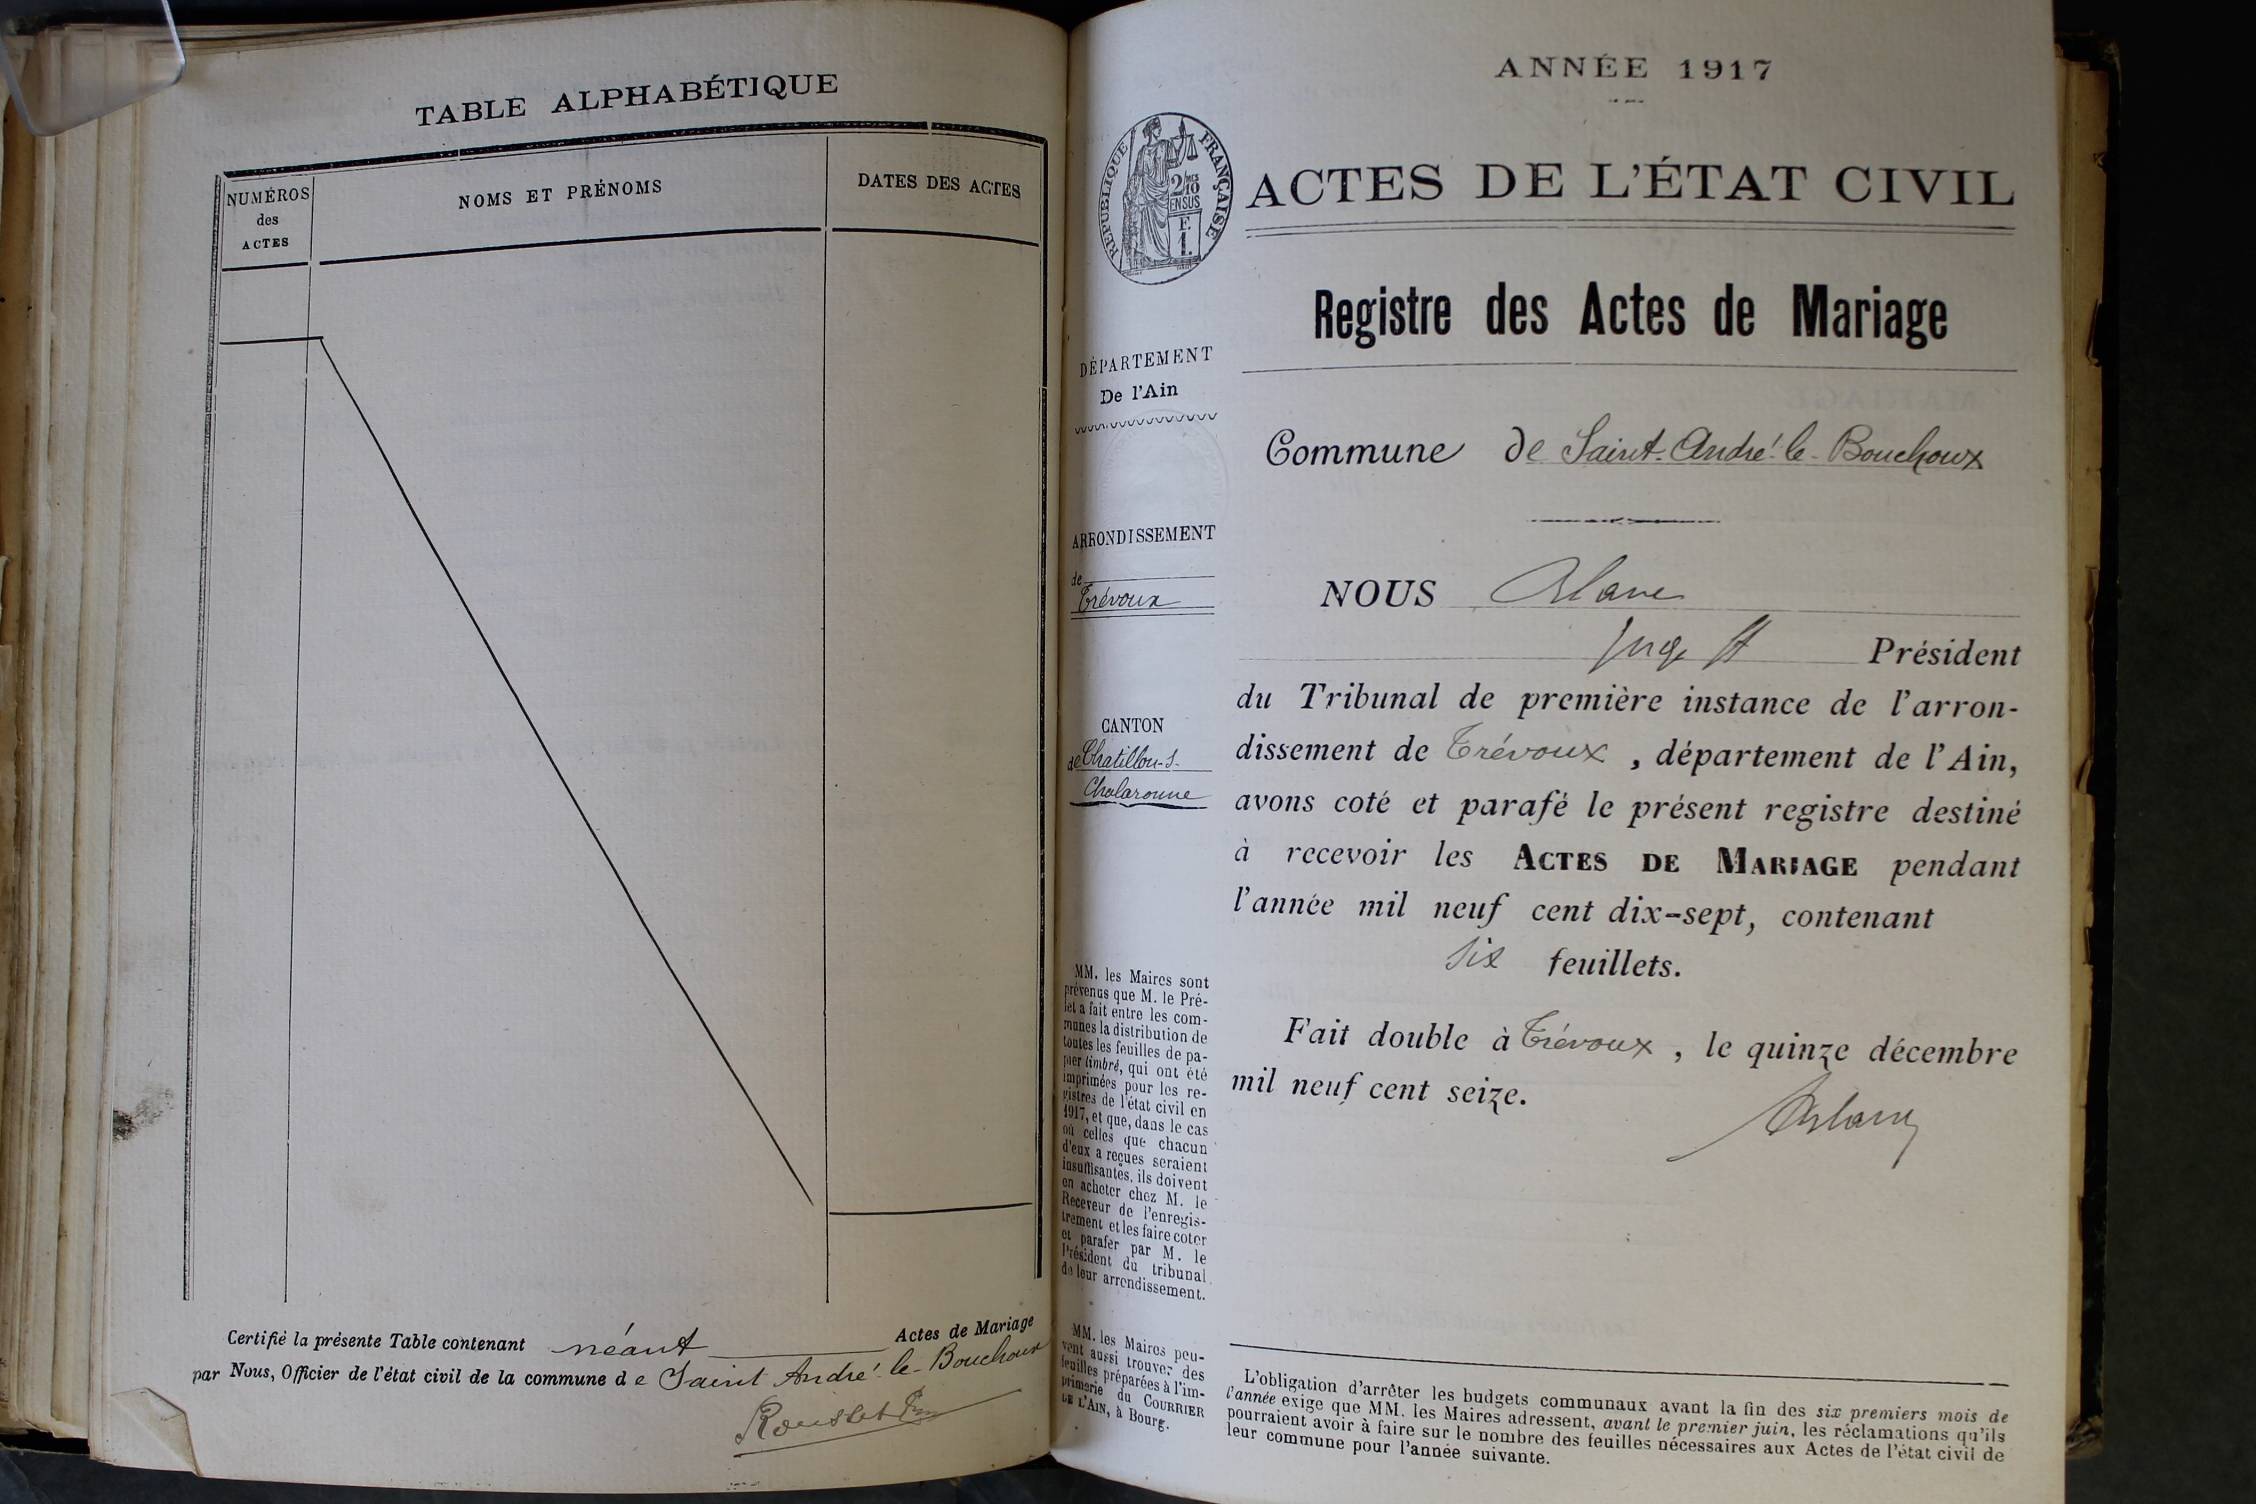 TABLE ALPHABÉTIQUE
NUMÉROS
des
ACTES
NOMS ET PRÉNOMS
DATES DES ACTES
Certifié la présente Table contenant néant Actes de Mariage
par Nous, Officier de l'état civil de la commune de Saint André-le-Bouchoux
Rousset
ANNÉE 1917
RÉPUBLIQUE FRANÇAISE
2/10
EN SUS
F.
1.
ACTES DE L'ÉTAT CIVIL
Registre des Actes de Mariage
DÉPARTEMENT
De l'Ain
ARRONDISSEMENT
de
Trévoux
CANTON
de Chatillon-s-
Chalaronne
MM. les Maires sont
prévenus que M. le Pré-
fet a fait entre les com-
munes la distribution de
toutes les feuilles de pa-
pier timbré, qui ont été
imprimées pour les re-
gistres de l'état civil en
1917, et que, dans le cas
où celles que chacun
d'eux a reçues seraient
insuffisantes, ils doivent
en acheter chez M. le
Receveur de l'enregis-
trement et les faire coter
et parafer par M. le
Président du tribunal
de leur arrondissement.
MM. les Maires peu-
vent aussi trouver des
feuilles préparées à l'im-
primerie du COURRIER
DE L'AIN, à Bourg.
Commune de Saint-André-le-Bouchoux
NOUS
Juge Président
du Tribunal de première instance de l'arron-
dissement de Trévoux, département de l'Ain,
avons coté et parafé le présent registre destiné
à recevoir les ACTES DE MARIAGE pendant
l'année mil neuf cent dix-sept, contenant
six feuillets.
Fait double à Trévoux, le quinze décembre
mil neuf cent seize.
L'obligation d'arrêter les budgets communaux avant la fin des six premiers mois de
l'année exige que MM. les Maires adressent, avant le premier juin, les réclamations qu'ils
pourraient avoir à faire sur le nombre des feuilles nécessaires aux Actes de l'état civil de
leur commune pour l'année suivante.